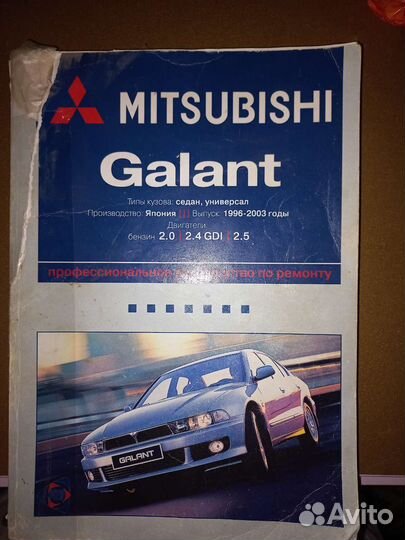 MITSUBISHI
Galant
Типы кузова: седан, универсал
Производство: Япония || Выпуск: 1996-2003 годы
Двигатели:
бензин 2.0 | 2.4 GDI | 2.5
профессиональное по ремонту
GALANT
Avito